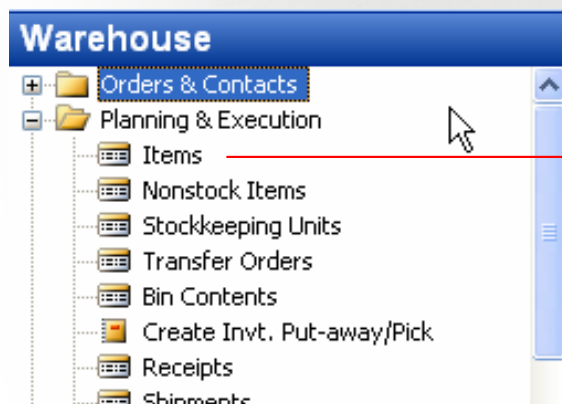 Warehouse
Orders & Contacts
Planning & Execution
Items
Nonstock Items
Stockkeeping Units
Transfer Orders
Bin Contents
Create Invt. Put-away/Pick
Receipts
Shipments